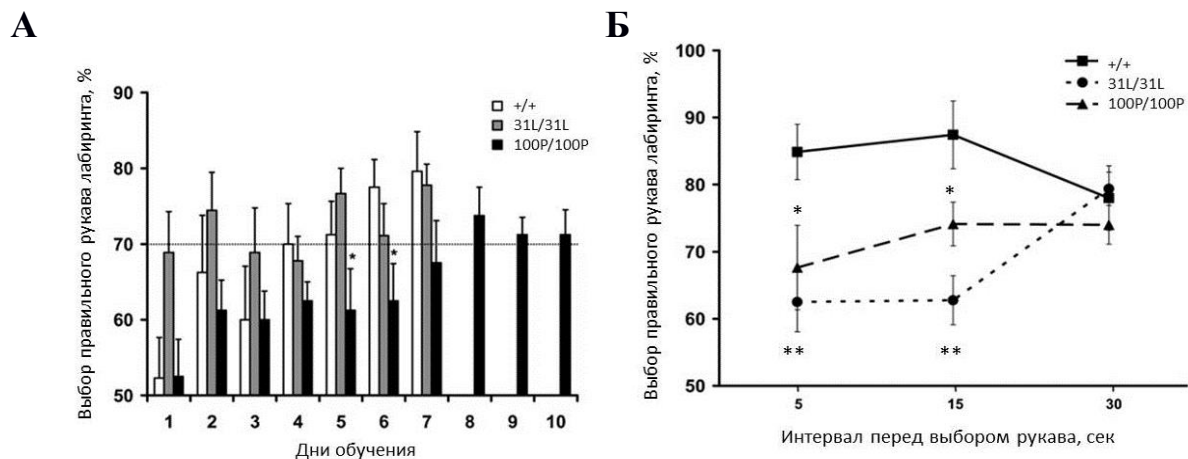 А
Выбор правильного рукава лабиринта, %
90
80
70
60
50
+/+
31L/31L
100P/100P
*
*
1 2 3 4 5 6 7 8 9 10
Дни обучения
Б
Выбор правильного рукава лабиринта, %
100
90
80
70
60
50
+/+
31L/31L
100P/100P
*
*
**
**
5 15 30
Интервал перед выбором рукава, сек